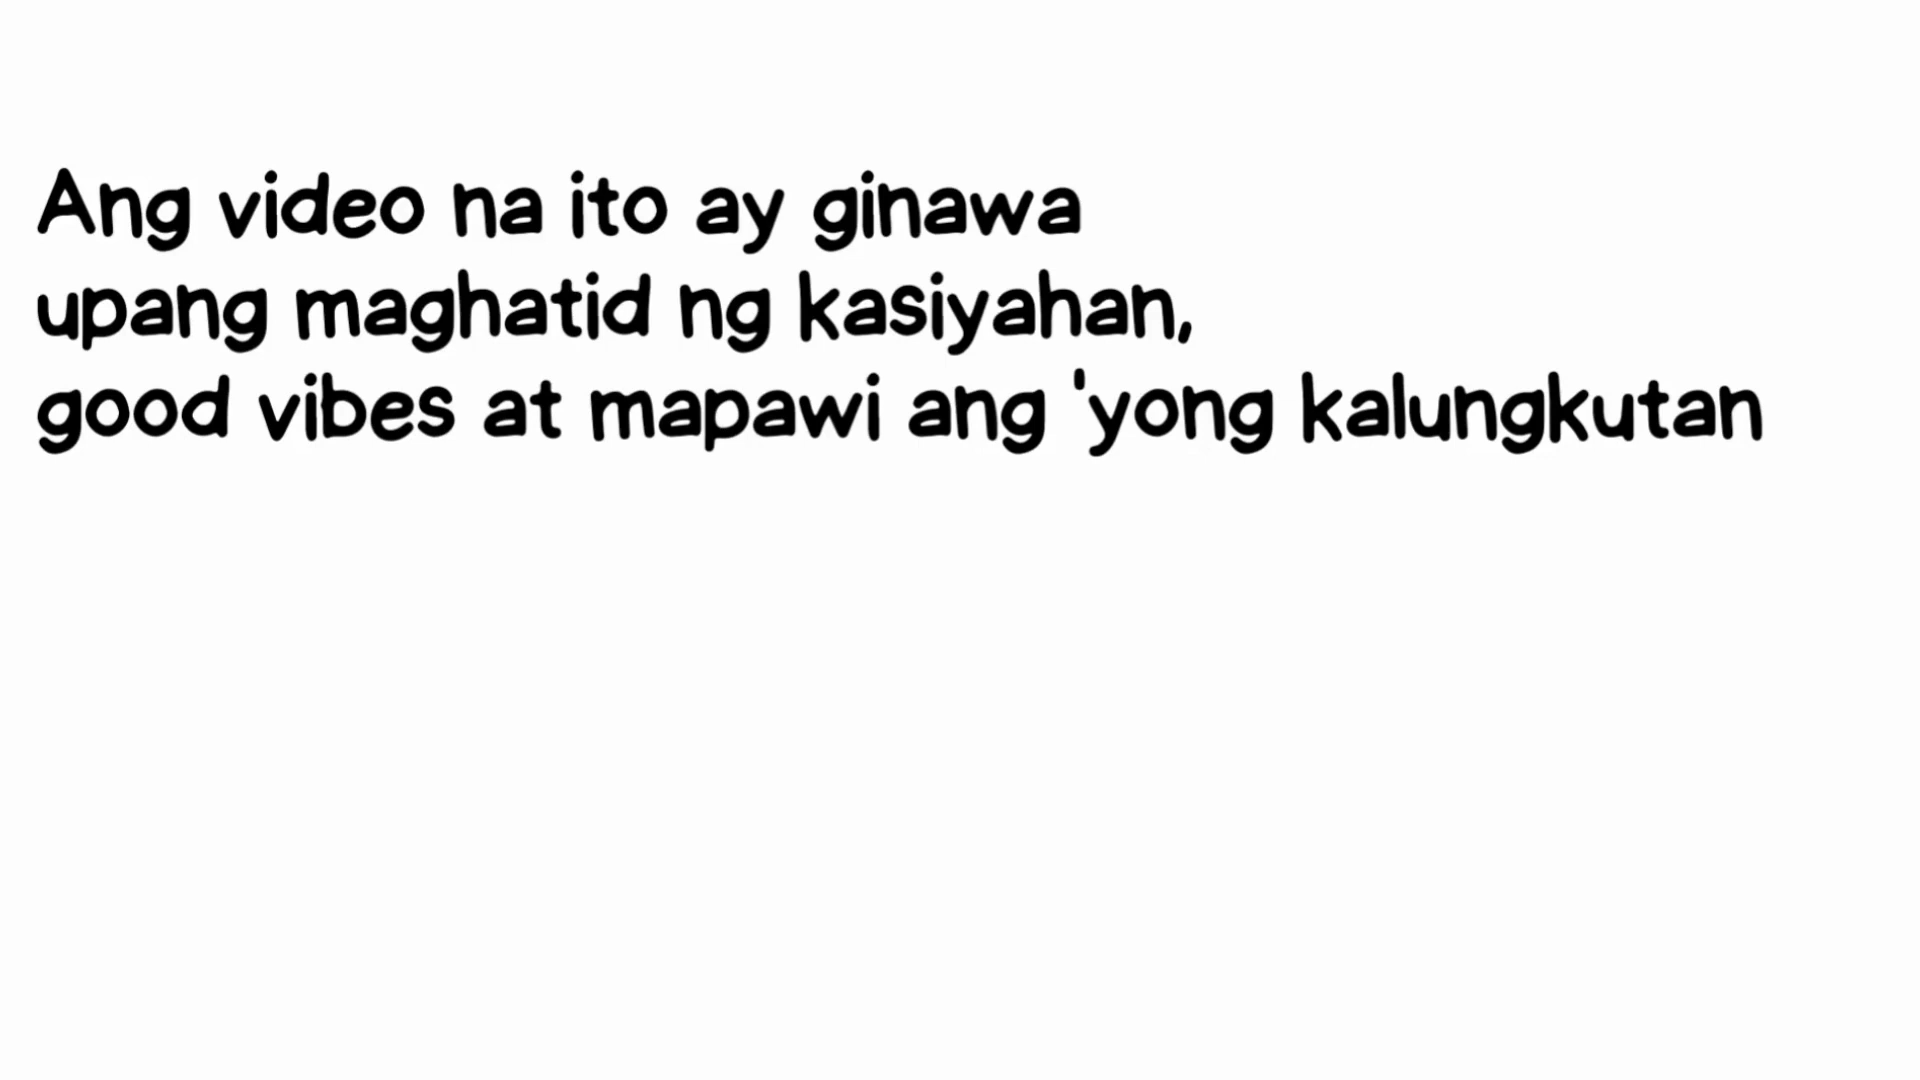 Ang video na ito ay ginawa
upang maghatid ng kasiyahan,
good vibes at mapawi ang 'yong kalungkutan